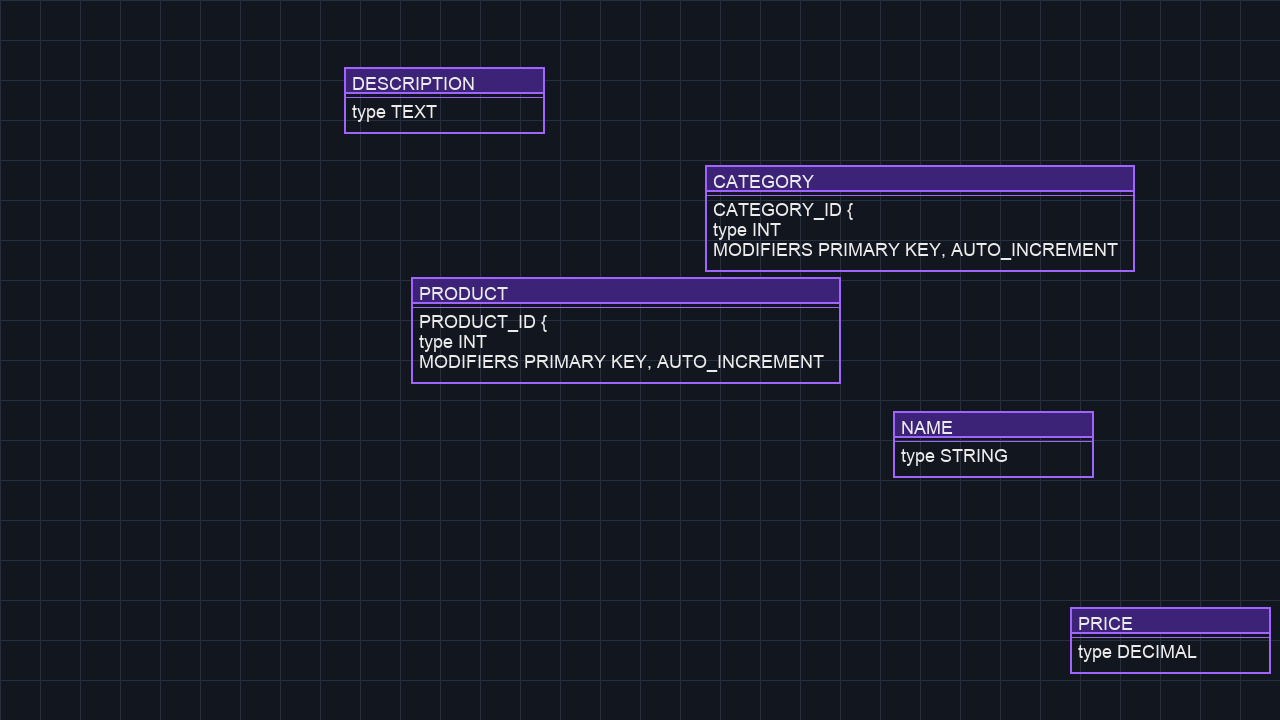 DESCRIPTION
type TEXT
CATEGORY
CATEGORY_ID {
type INT
MODIFIERS PRIMARY KEY, AUTO_INCREMENT
PRODUCT
PRODUCT_ID {
type INT
MODIFIERS PRIMARY KEY, AUTO_INCREMENT
NAME
type STRING
PRICE
type DECIMAL